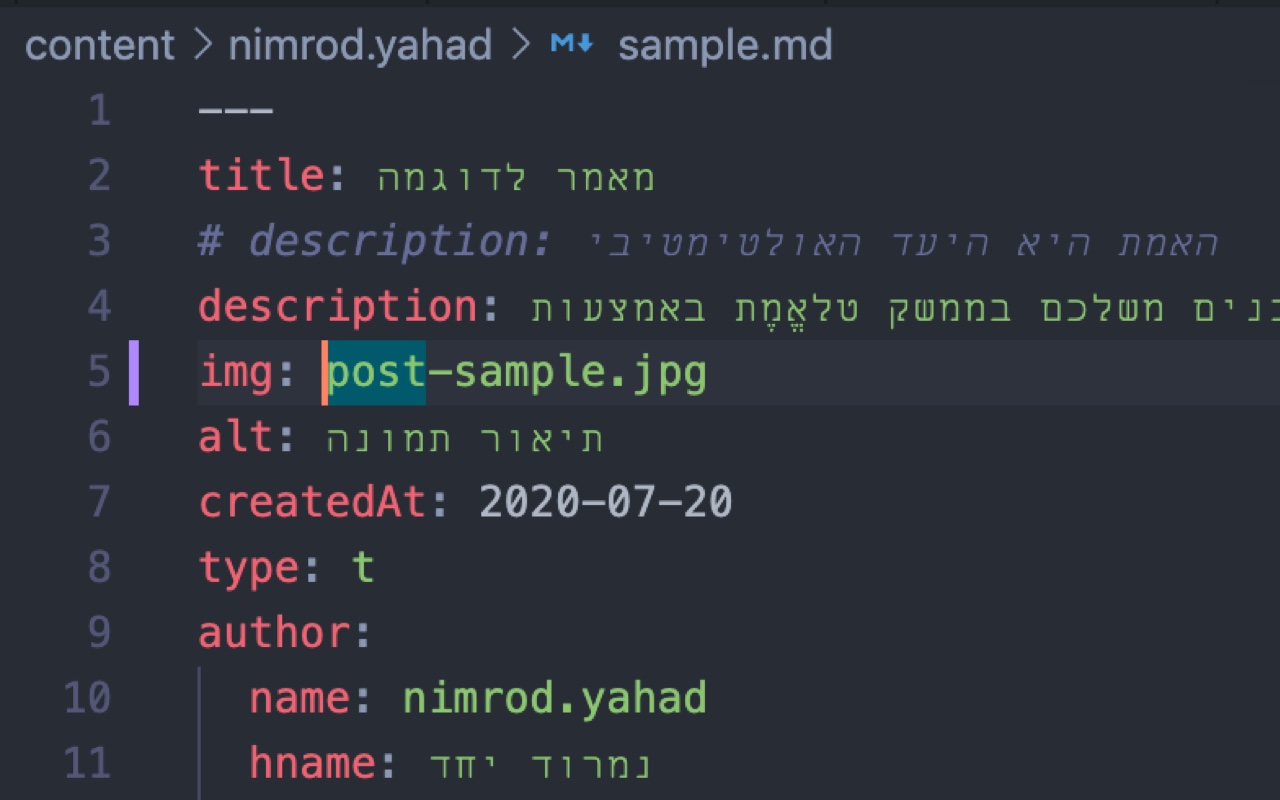 content > nimrod.yahad > M↓ sample.md
1 ---
2 title: מאמר לדוגמה
3 # description: האמת היא היעד האולטימטיבי
4 description: משלכם בממשק טלאֱמֶת באמצעות
5 img: post-sample.jpg
6 alt: תיאור תמונה
7 createdAt: 2020-07-20
8 type: t
9 author:
10 name: nimrod.yahad
11 hname: נמרוד יחד